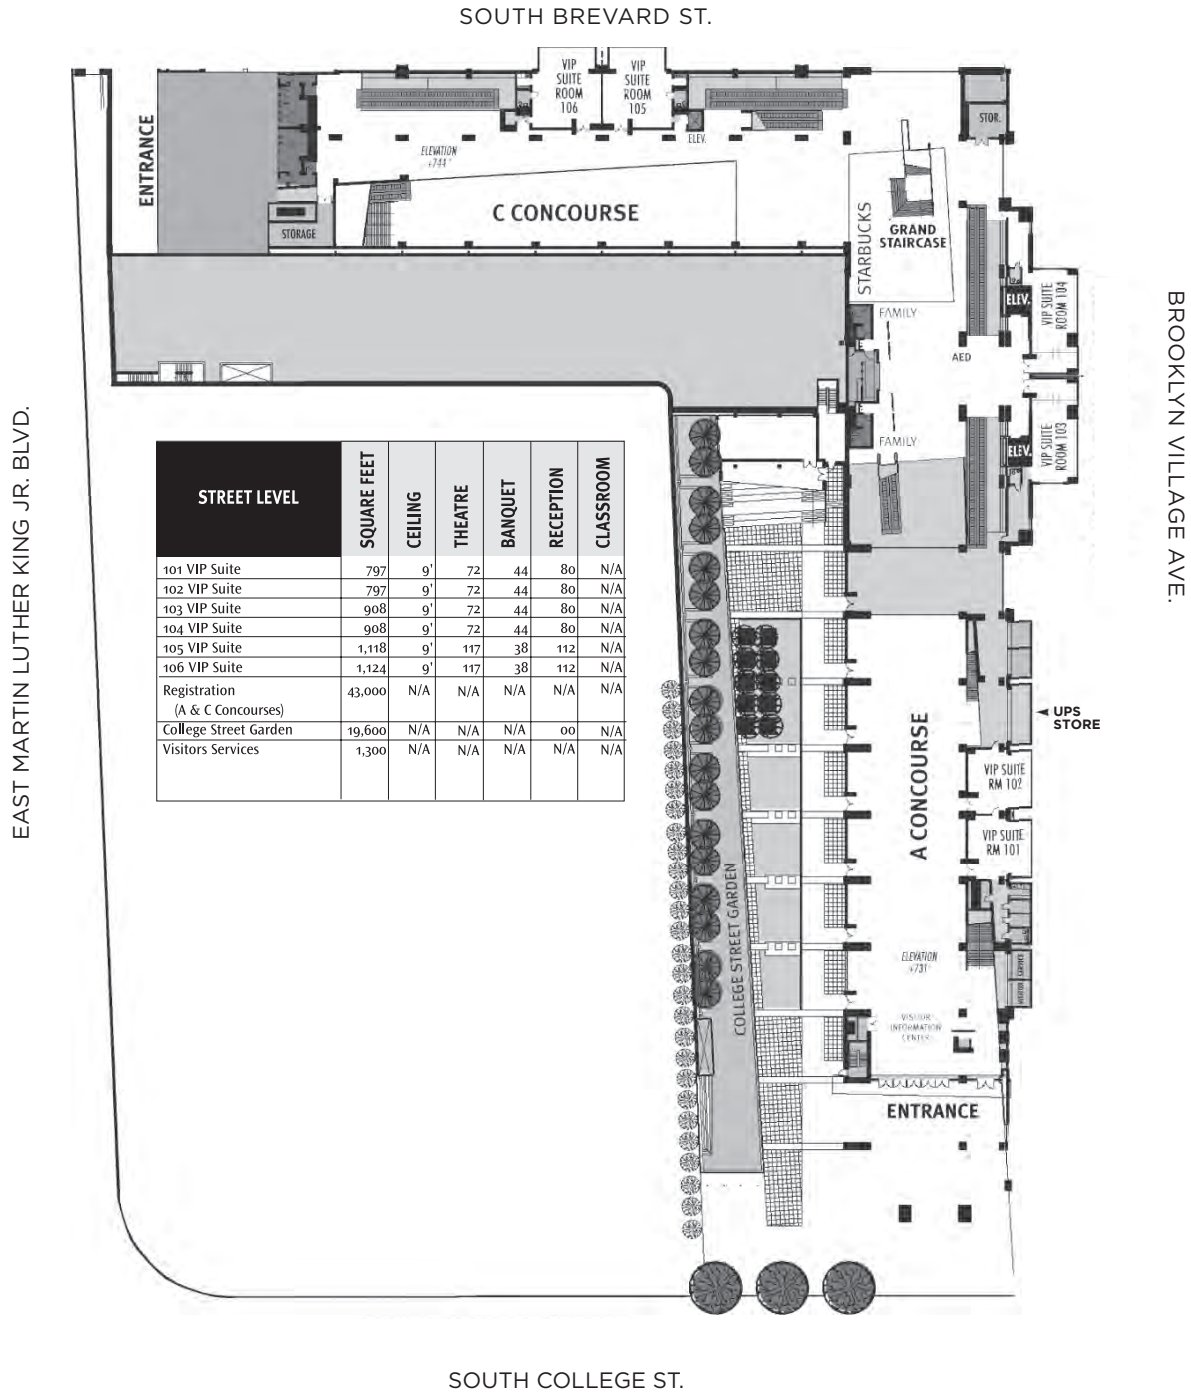 SOUTH BREVARD ST.
VIP
SUITE
ROOM
106
VIP
SUITE
ROOM
105
ENTRANCE
ELEVATION
+744'
ELEV.
STOR.
C CONCOURSE
STORAGE
STARBUCKS
GRAND
STAIRCASE
ELEV.
VIP SUITE
ROOM 104
FAMILY
AED
FAMILY
ELEV.
VIP SUITE
ROOM 103
BROOKLYN VILLAGE AVE.
EAST MARTIN LUTHER KING JR. BLVD.
STREET LEVEL SQUARE FEET CEILING THEATRE BANQUET RECEPTION CLASSROOM
101 VIP Suite 797 9' 72 44 80 N/A
102 VIP Suite 797 9' 72 44 80 N/A
103 VIP Suite 908 9' 72 44 80 N/A
104 VIP Suite 908 9' 72 44 80 N/A
105 VIP Suite 1,118 9' 117 38 112 N/A
106 VIP Suite 1,124 9' 117 38 112 N/A
Registration 43,000 N/A N/A N/A N/A N/A
(A & C Concourses)
College Street Garden 19,600 N/A N/A N/A 00 N/A
Visitors Services 1,300 N/A N/A N/A N/A N/A
UPS
STORE
A CONCOURSE
VIP SUITE
RM 102
VIP SUITE
RM 101
COLLEGE STREET GARDEN
ELEVATION
+731'
VISITOR
SERVICE
VISITOR
INFORMATION
CENTER
ENTRANCE
SOUTH COLLEGE ST.